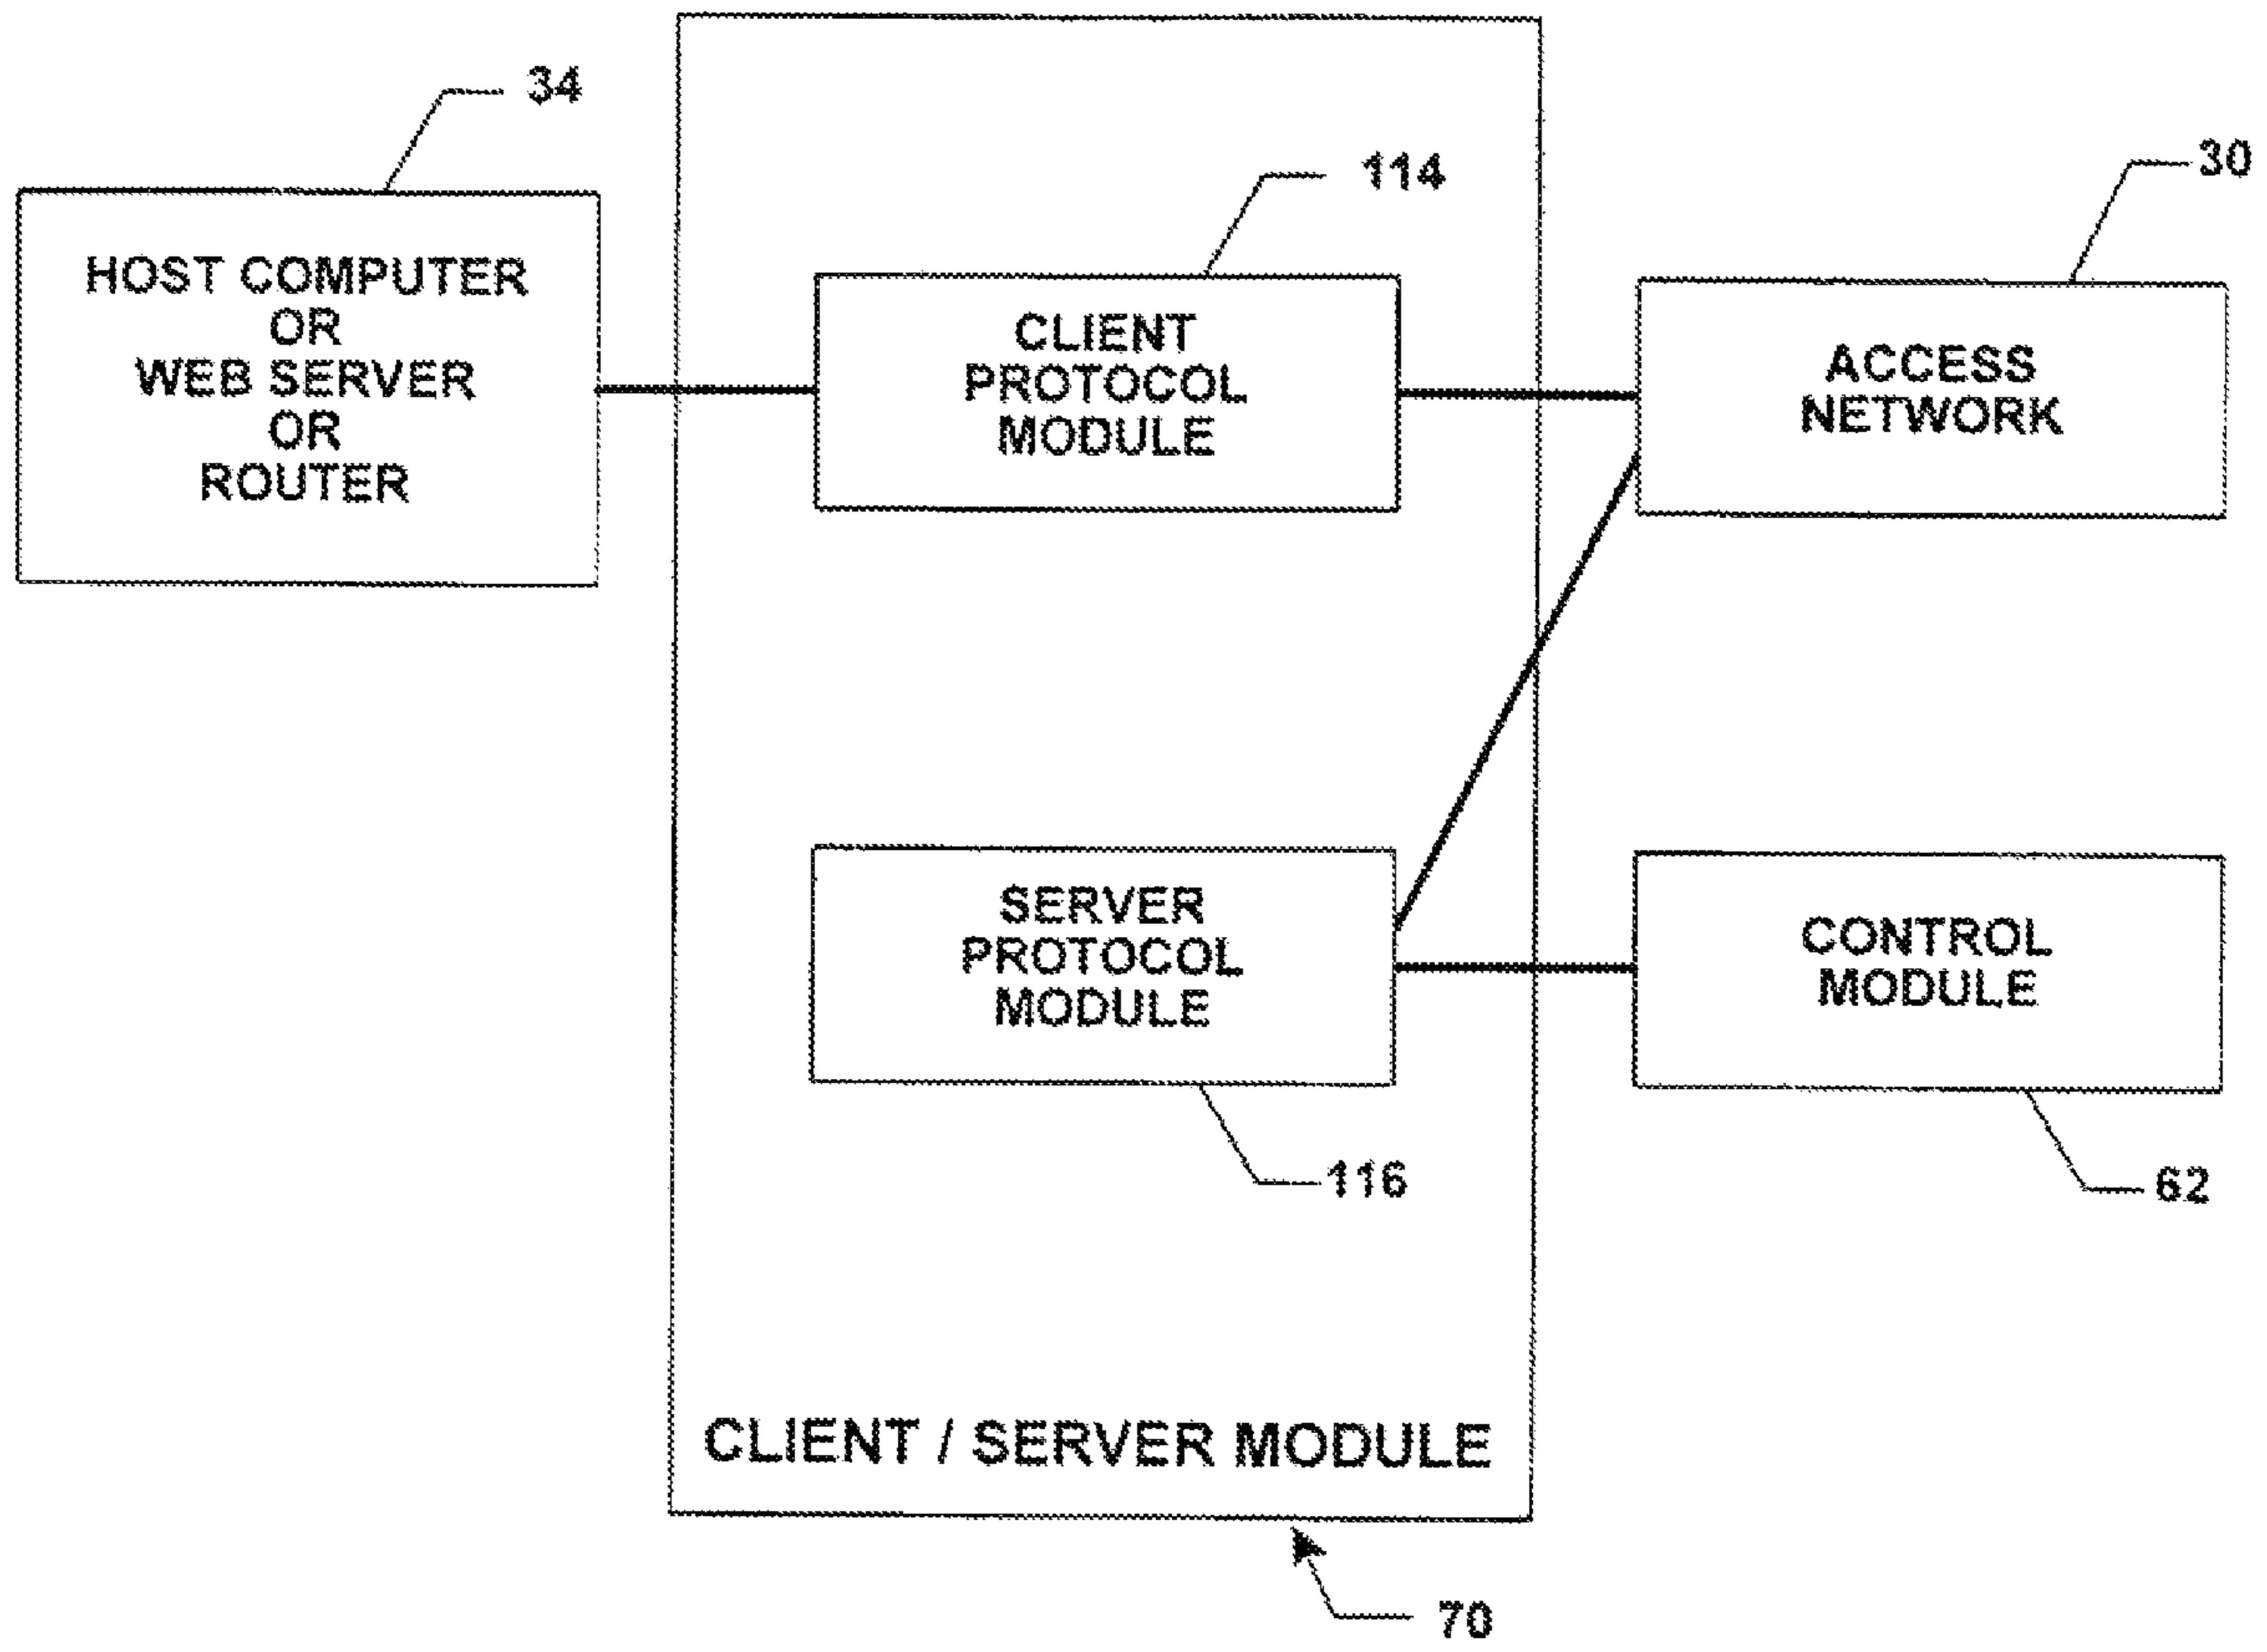 34
114
30
HOST COMPUTER
OR
WEB SERVER
OR
ROUTER
CLIENT
PROTOCOL
MODULE
ACCESS
NETWORK
SERVER
PROTOCOL
MODULE
CONTROL
MODULE
116
62
CLIENT / SERVER MODULE
70